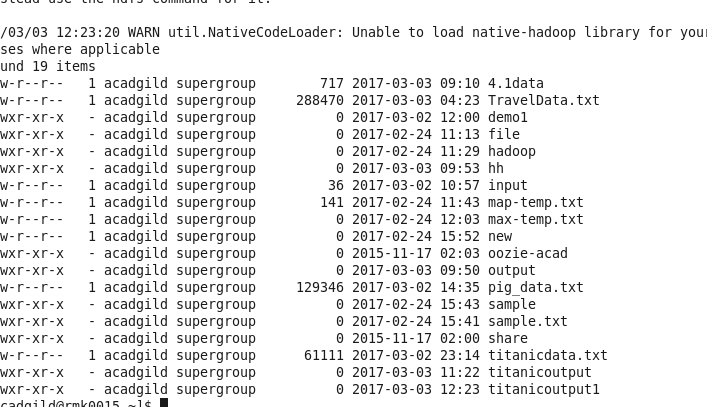 stead use the hdfs command for it.
/03/03 12:23:20 WARN util.NativeCodeLoader: Unable to load native-hadoop library for your
ses where applicable
und 19 items
w-r--r--   1 acadgild supergroup        717 2017-03-03 09:10 4.1data
w-r--r--   1 acadgild supergroup     288470 2017-03-03 04:23 TravelData.txt
wxr-xr-x   - acadgild supergroup          0 2017-03-02 12:00 demo1
wxr-xr-x   - acadgild supergroup          0 2017-02-24 11:13 file
wxr-xr-x   - acadgild supergroup          0 2017-02-24 11:29 hadoop
wxr-xr-x   - acadgild supergroup          0 2017-03-03 09:53 hh
w-r--r--   1 acadgild supergroup         36 2017-03-02 10:57 input
w-r--r--   1 acadgild supergroup        141 2017-02-24 11:43 map-temp.txt
w-r--r--   1 acadgild supergroup          0 2017-02-24 12:03 max-temp.txt
w-r--r--   1 acadgild supergroup          0 2017-02-24 15:52 new
wxr-xr-x   - acadgild supergroup          0 2015-11-17 02:03 oozie-acad
wxr-xr-x   - acadgild supergroup          0 2017-03-03 09:50 output
w-r--r--   1 acadgild supergroup     129346 2017-03-02 14:35 pig_data.txt
wxr-xr-x   - acadgild supergroup          0 2017-02-24 15:43 sample
wxr-xr-x   - acadgild supergroup          0 2017-02-24 15:41 sample.txt
wxr-xr-x   - acadgild supergroup          0 2015-11-17 02:00 share
w-r--r--   1 acadgild supergroup      61111 2017-03-02 23:14 titanicdata.txt
wxr-xr-x   - acadgild supergroup          0 2017-03-03 11:22 titanicoutput
wxr-xr-x   - acadgild supergroup          0 2017-03-03 12:23 titanicoutput1
cadgild@rmk0015 ~]$